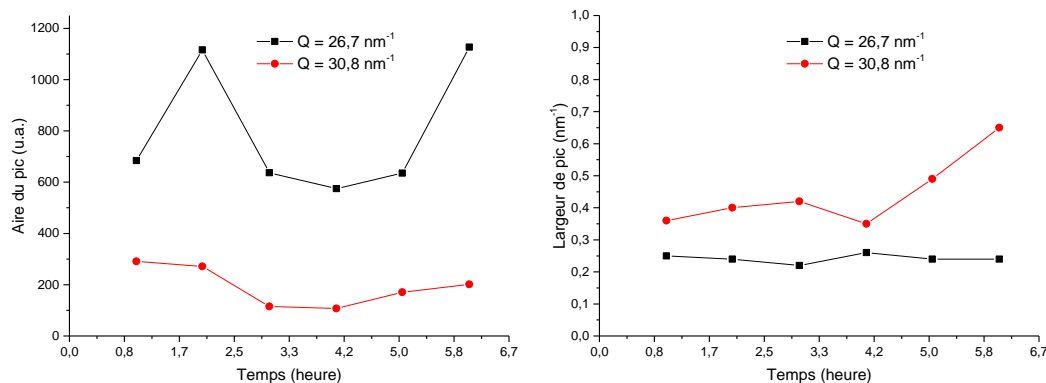 1200
1000
800
600
400
200
0
Aire du pic (u.a.)
Q = 26,7 nm⁻¹
Q = 30,8 nm⁻¹
0,0 0,8 1,7 2,5 3,3 4,2 5,0 5,8 6,7
Temps (heure)
1,0
0,9
0,8
0,7
0,6
0,5
0,4
0,3
0,2
0,1
0,0
Largeur de pic (nm⁻¹)
Q = 26,7 nm⁻¹
Q = 30,8 nm⁻¹
0,0 0,8 1,7 2,5 3,3 4,2 5,0 5,8 6,7
Temps (heure)